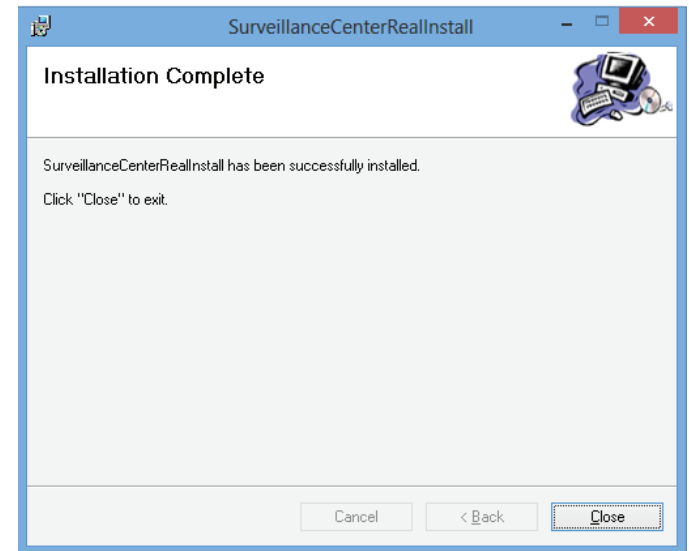 SurveillanceCenterRealInstall
Installation Complete
SurveillanceCenterRealInstall has been successfully installed.
Click "Close" to exit.
Cancel
< Back
Close